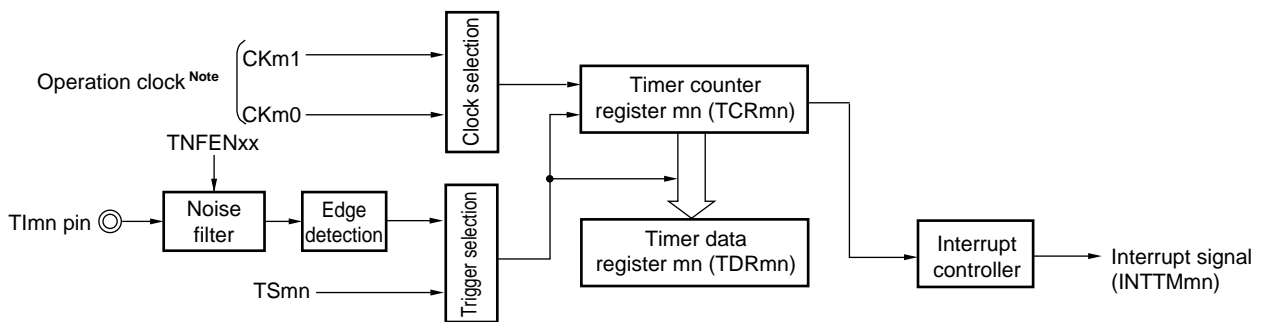 Operation clock Note
CKm1
CKm0
Clock selection
Timer counter
register mn (TCRmn)
TNFENxx
TImn pin
Noise
filter
Edge
detection
TSmn
Trigger selection
Timer data
register mn (TDRmn)
Interrupt
controller
Interrupt signal
(INTTMmn)